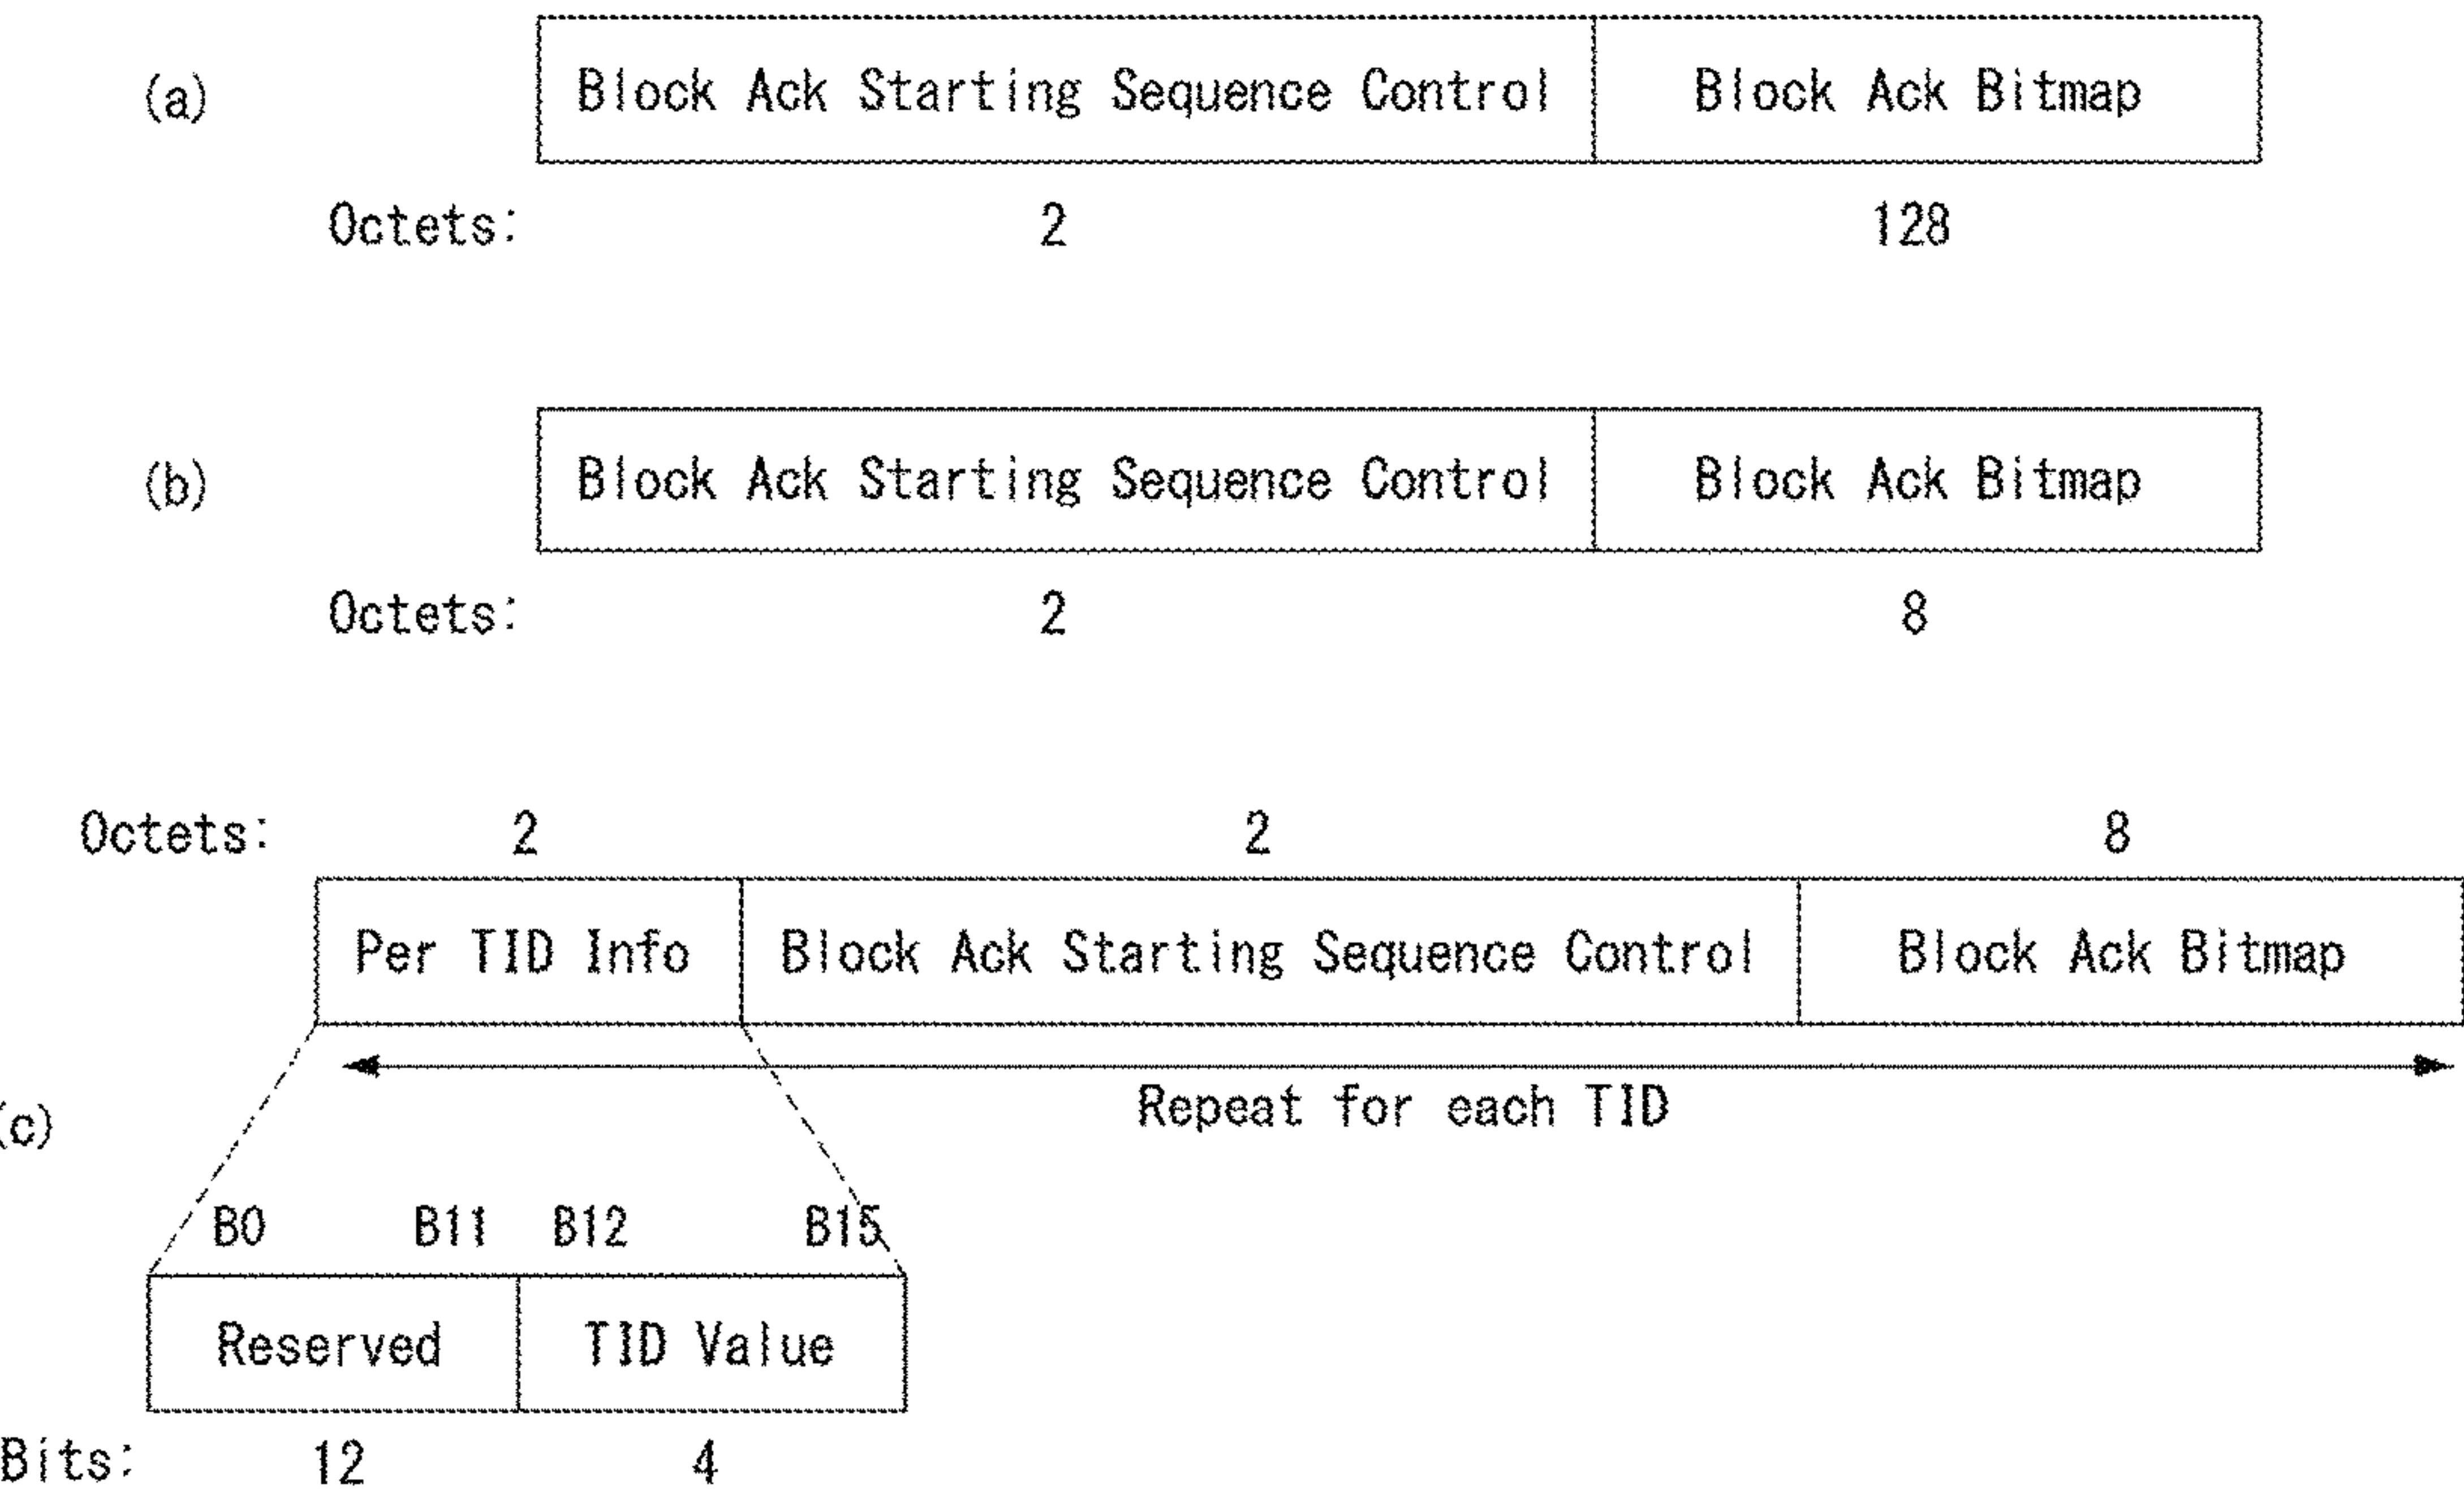 (a) Block Ack Starting Sequence Control Block Ack Bitmap
Octets: 2 128
(b) Block Ack Starting Sequence Control Block Ack Bitmap
Octets: 2 8
Octets: 2 2 8
Per TID Info Block Ack Starting Sequence Control Block Ack Bitmap
Repeat for each TID
(c)
B0 B11 B12 B15
Reserved TID Value
Bits: 12 4